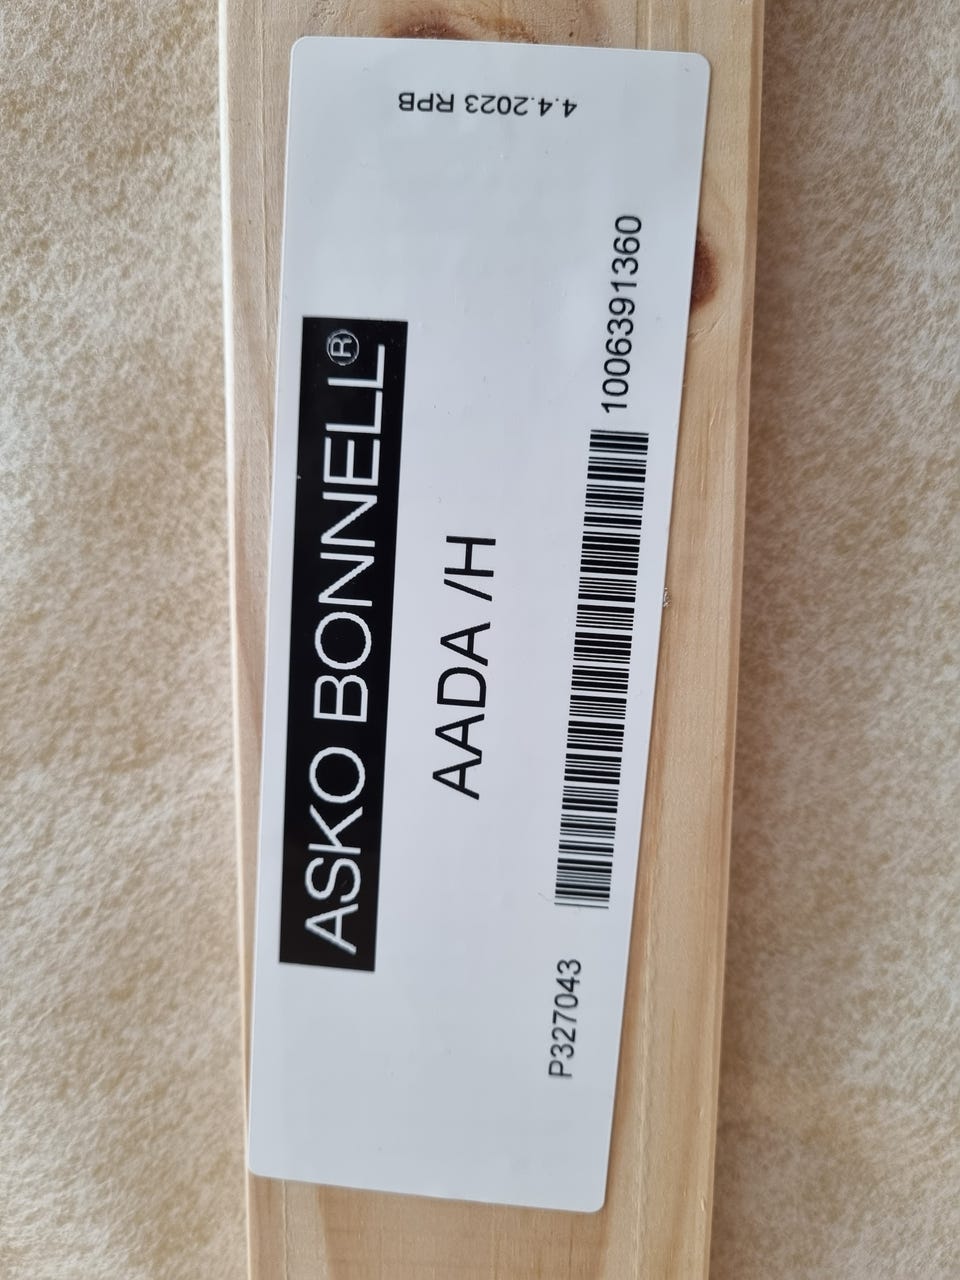 ASKO BONNELL®
AADA /H
P327043
1006391360
4.4.2023 RPB